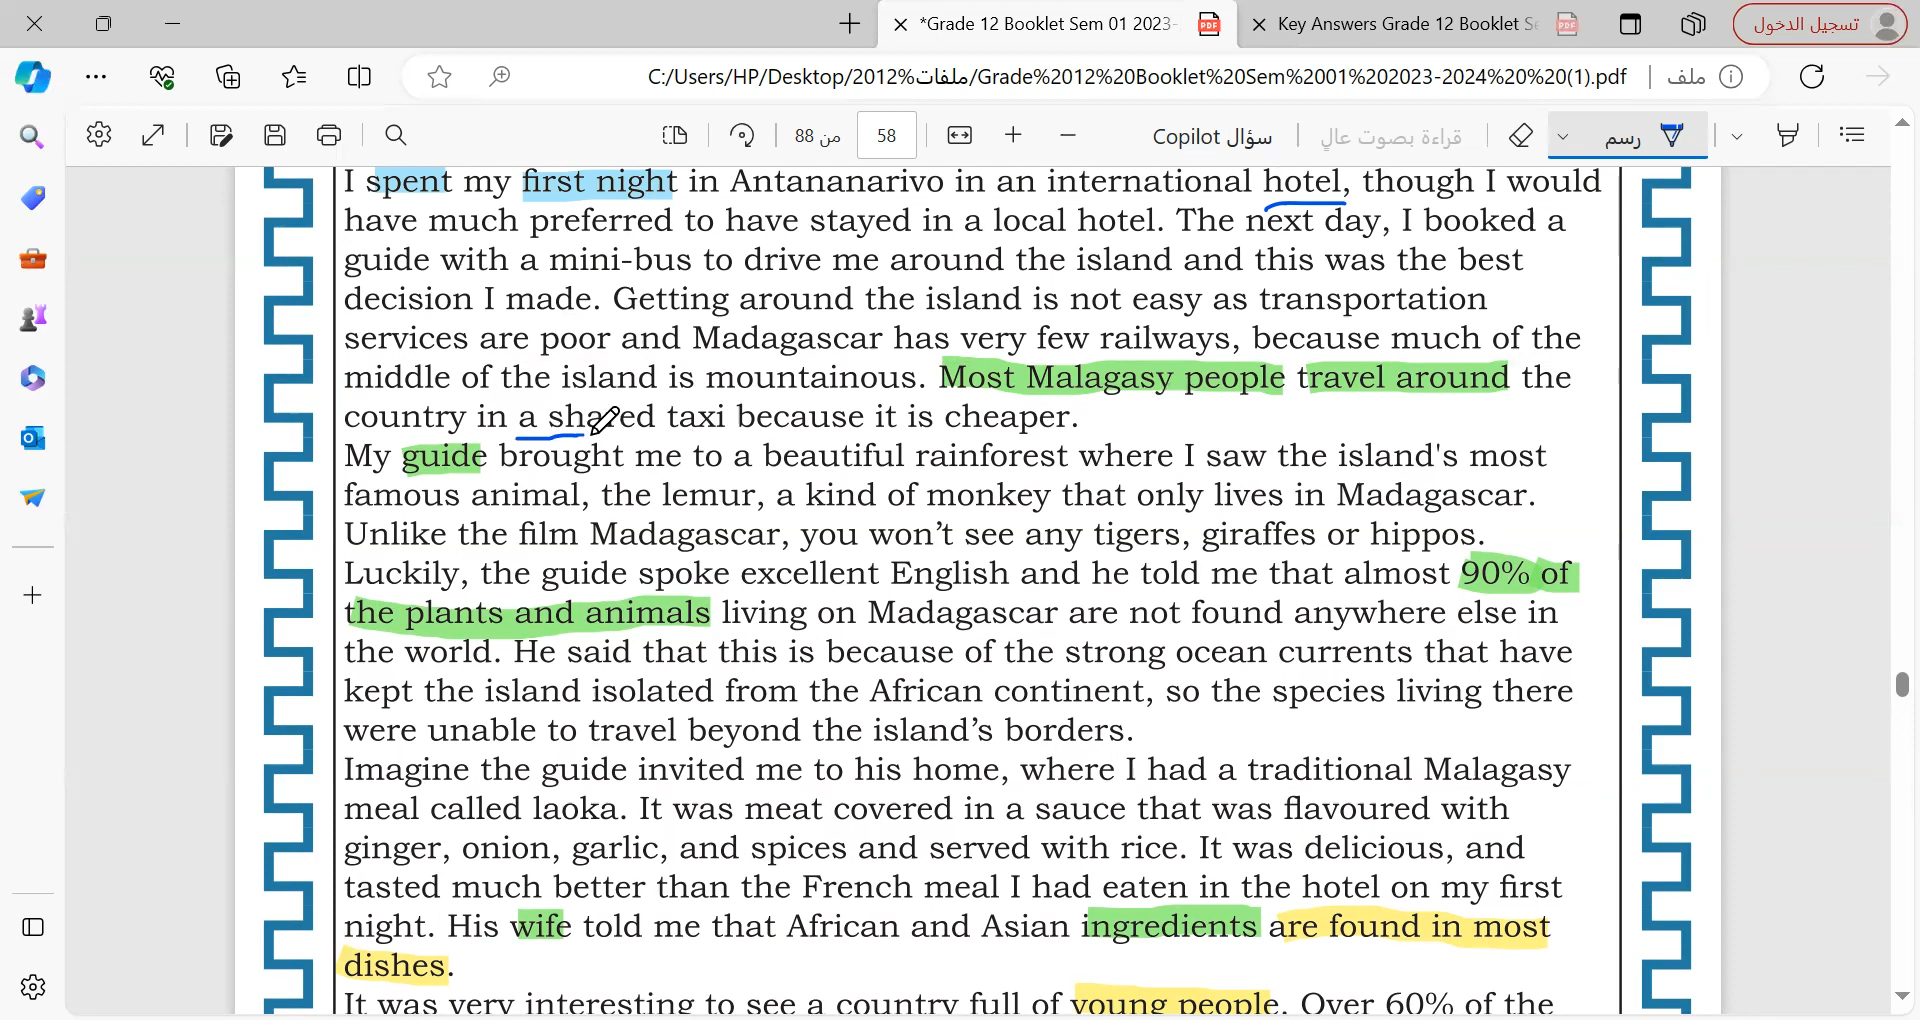 *Grade 12 Booklet Sem 01 2023-
Key Answers Grade 12 Booklet Se
تسجيل الدخول
C:/Users/HP/Desktop/2012%ملفات/Grade%2012%20Booklet%20Sem%2001%202023-2024%20%20(1).pdf
ملف
88 من
58
سؤال Copilot
قراءة بصوت عالٍ
رسم
I spent my first night in Antananarivo in an international hotel, though I would
have much preferred to have stayed in a local hotel. The next day, I booked a
guide with a mini-bus to drive me around the island and this was the best
decision I made. Getting around the island is not easy as transportation
services are poor and Madagascar has very few railways, because much of the
middle of the island is mountainous. Most Malagasy people travel around the
country in a shared taxi because it is cheaper.
My guide brought me to a beautiful rainforest where I saw the island's most
famous animal, the lemur, a kind of monkey that only lives in Madagascar.
Unlike the film Madagascar, you won’t see any tigers, giraffes or hippos.
Luckily, the guide spoke excellent English and he told me that almost 90% of
the plants and animals living on Madagascar are not found anywhere else in
the world. He said that this is because of the strong ocean currents that have
kept the island isolated from the African continent, so the species living there
were unable to travel beyond the island’s borders.
Imagine the guide invited me to his home, where I had a traditional Malagasy
meal called laoka. It was meat covered in a sauce that was flavoured with
ginger, onion, garlic, and spices and served with rice. It was delicious, and
tasted much better than the French meal I had eaten in the hotel on my first
night. His wife told me that African and Asian ingredients are found in most
dishes.
It was very interesting to see a country full of young people. Over 60% of the